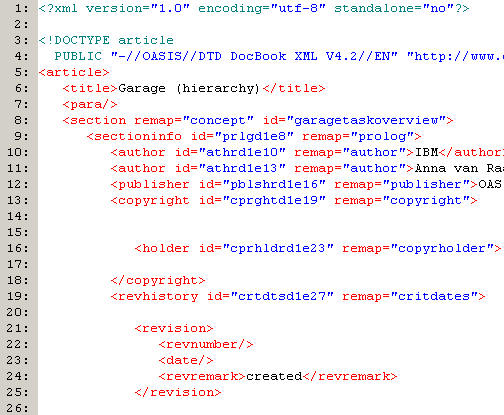 1: <?xml version="1.0" encoding="utf-8" standalone="no"?>
2:
3: <!DOCTYPE article
4: PUBLIC "-//OASIS//DTD DocBook XML V4.2//EN" "http://www.
5: <article>
6: <title>Garage (hierarchy)</title>
7: <para/>
8: <section remap="concept" id="garagetaskoverview">
9: <sectioninfo id="prlgd1e8" remap="prolog">
10: <author id="athrd1e10" remap="author">IBM</author
11: <author id="athrd1e13" remap="author">Anna van Raa
12: <publisher id="pblshrd1e16" remap="publisher">OAS
13: <copyright id="cprghtd1e19" remap="copyright">
14:
15:
16: <holder id="cprhldrd1e23" remap="copyrholder">
17:
18: </copyright>
19: <revhistory id="crtdtsd1e27" remap="critdates">
20:
21: <revision>
22: <revnumber/>
23: <date/>
24: <revremark>created</revremark>
25: </revision>
26: